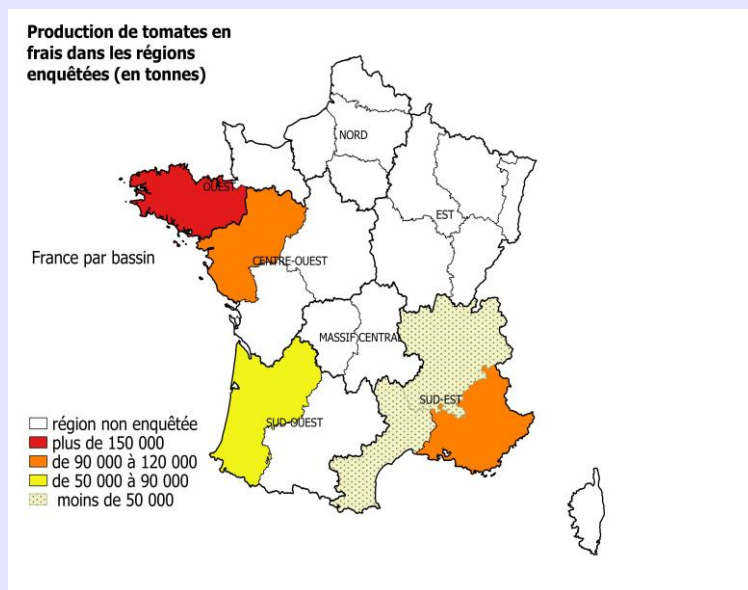 Production de tomates en
frais dans les régions
enquêtées (en tonnes)
NORD
OUEST
EST
France par bassin
CENTRE-OUEST
MASSIF CENTRAL
SUD-EST
SUD-OUEST
région non enquêtée
plus de 150 000
de 90 000 à 120 000
de 50 000 à 90 000
moins de 50 000